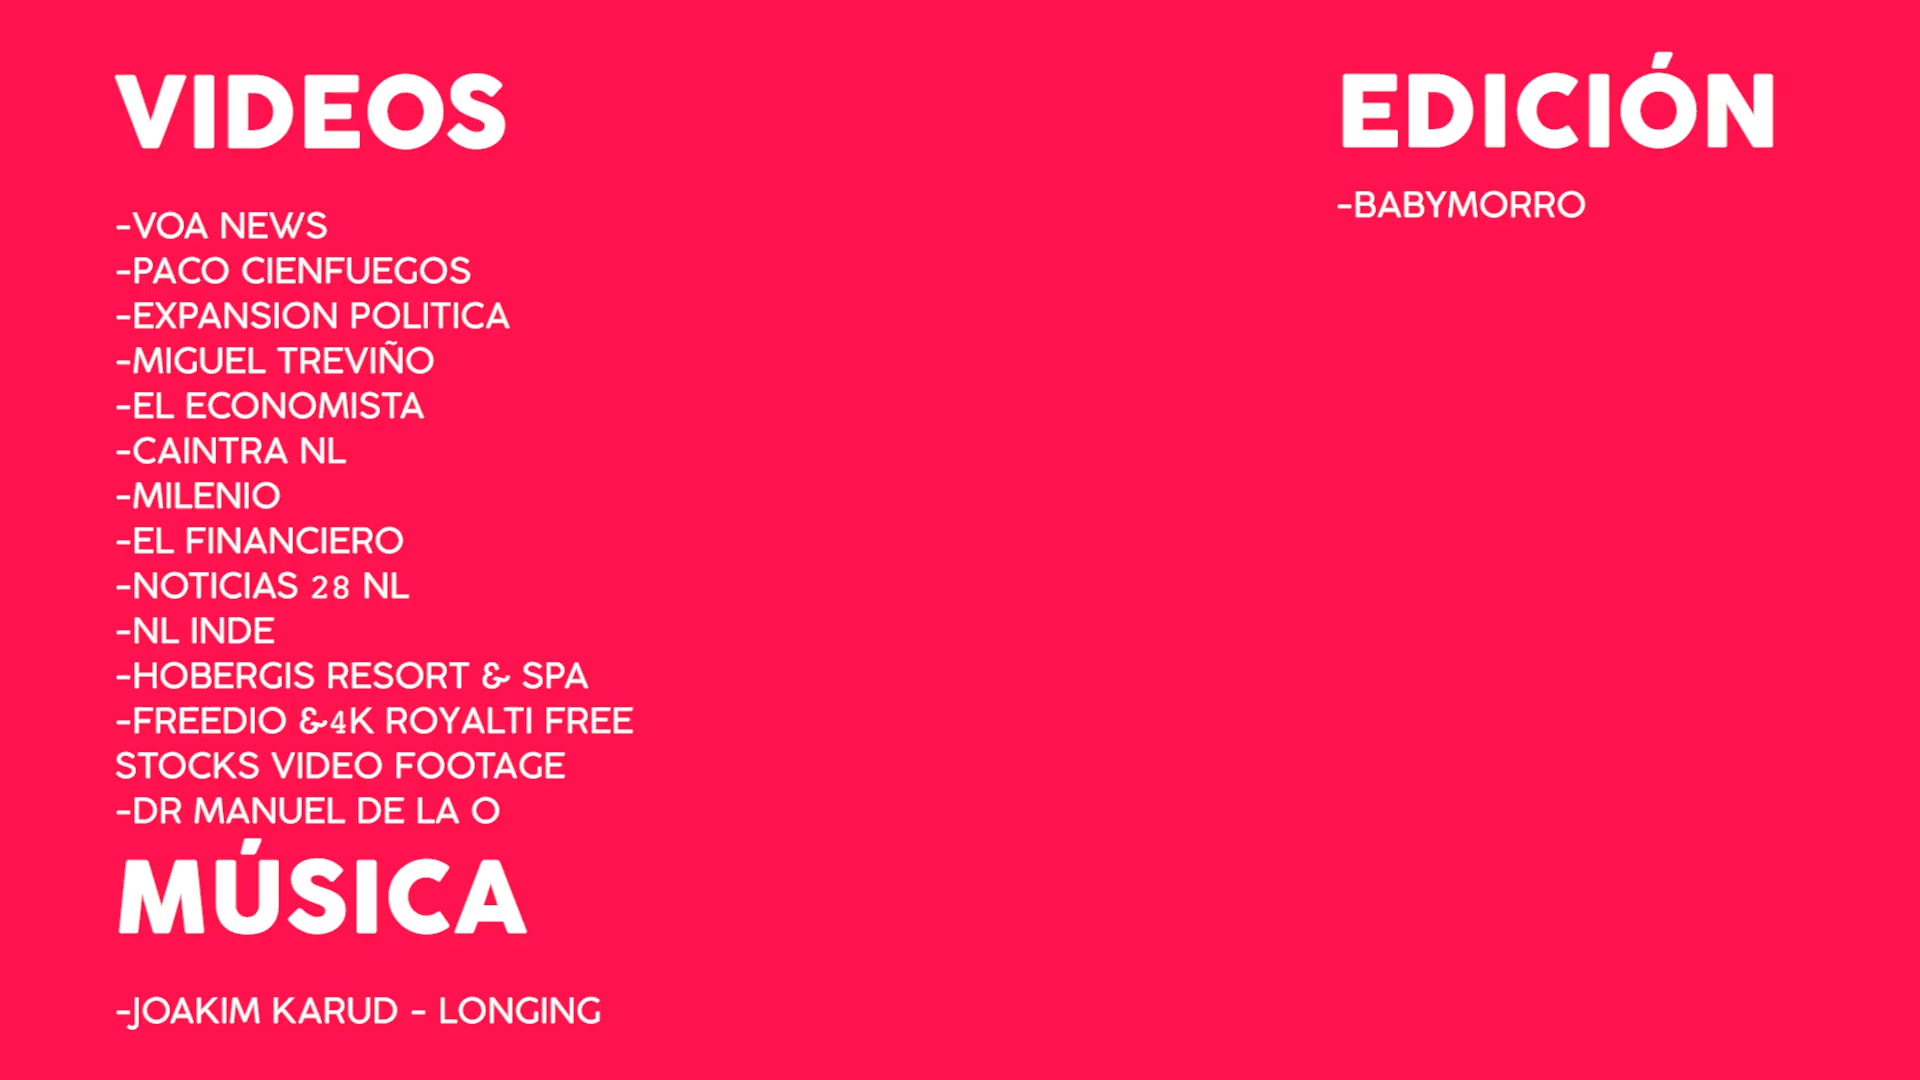 VIDEOS
-VOA NEWS
-PACO CIENFUEGOS
-EXPANSION POLITICA
-MIGUEL TREVIÑO
-EL ECONOMISTA
-CAINTRA NL
-MILENIO
-EL FINANCIERO
-NOTICIAS 28 NL
-NL INDE
-HOBERGIS RESORT & SPA
-FREEDIO &4K ROYALTI FREE
STOCKS VIDEO FOOTAGE
-DR MANUEL DE LA O
MÚSICA
-JOAKIM KARUD - LONGING
EDICIÓN
-BABYMORRO